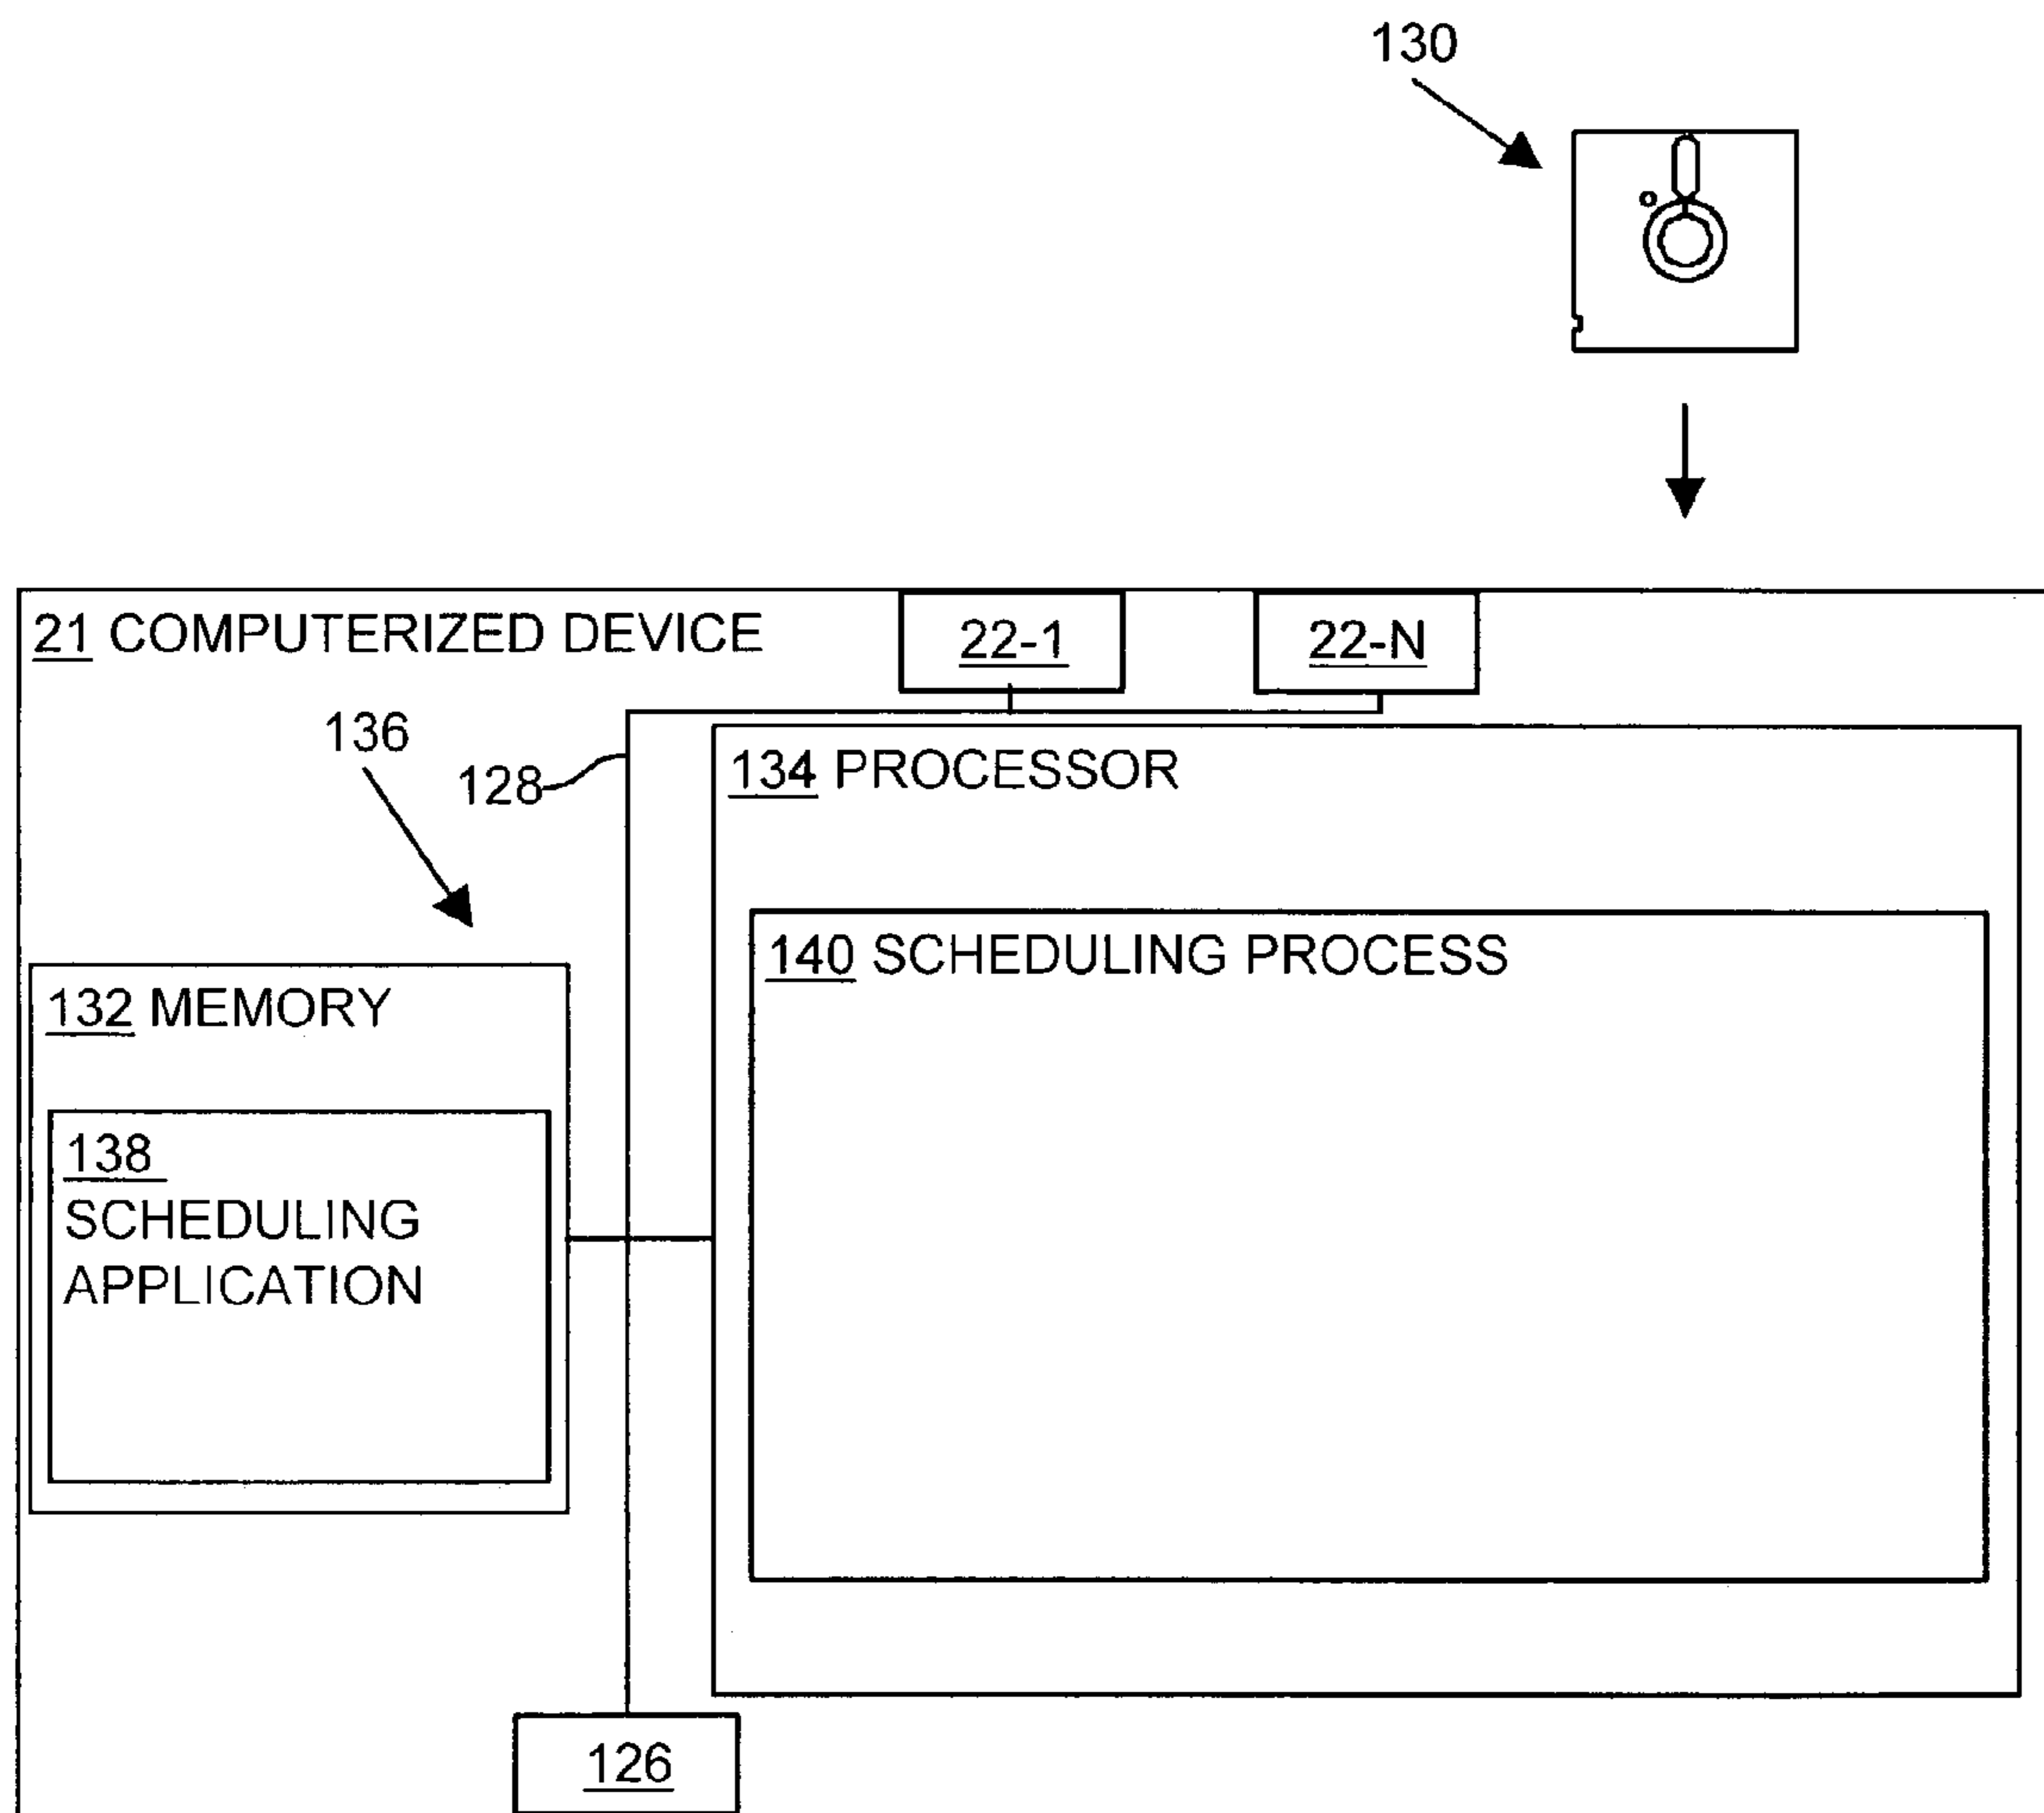 130
21 COMPUTERIZED DEVICE
22-1
22-N
136
128
134 PROCESSOR
140 SCHEDULING PROCESS
132 MEMORY
138
SCHEDULING
APPLICATION
126